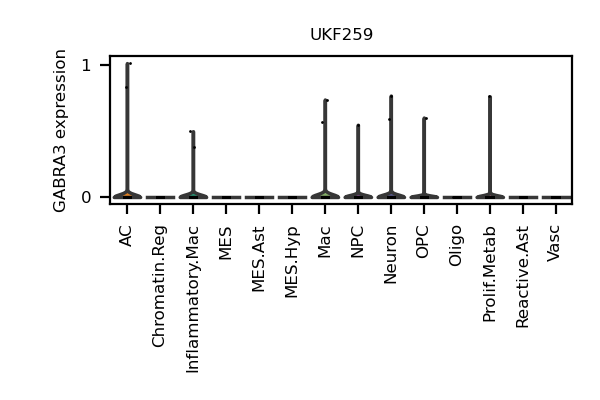 UKF259
GABRA3 expression
1
0
AC
Chromatin.Reg
Inflammatory.Mac
MES
MES.Ast
MES.Hyp
Mac
NPC
Neuron
OPC
Oligo
Prolif.Metab
Reactive.Ast
Vasc